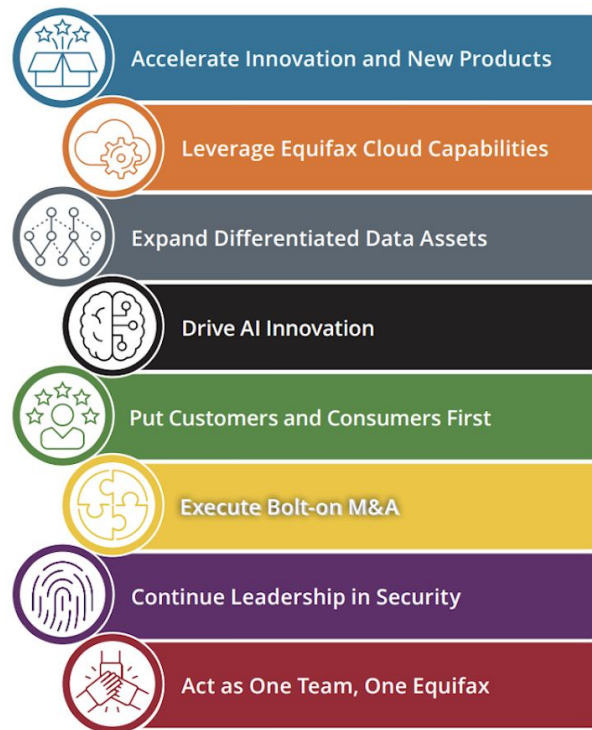 Accelerate Innovation and New Products
Leverage Equifax Cloud Capabilities
Expand Differentiated Data Assets
Drive AI Innovation
Put Customers and Consumers First
Execute Bolt-on M&A
Continue Leadership in Security
Act as One Team, One Equifax